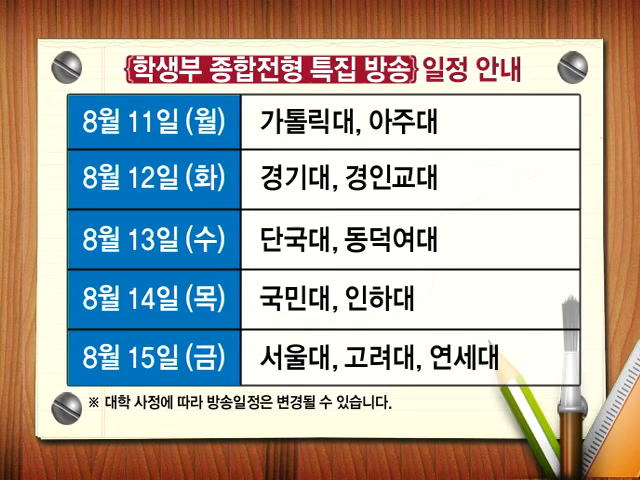 {학생부 종합전형 특집 방송} 일정 안내
8월 11일 (월) 가톨릭대, 아주대
8월 12일 (화) 경기대, 경인교대
8월 13일 (수) 단국대, 동덕여대
8월 14일 (목) 국민대, 인하대
8월 15일 (금) 서울대, 고려대, 연세대
※ 대학 사정에 따라 방송일정은 변경될 수 있습니다.